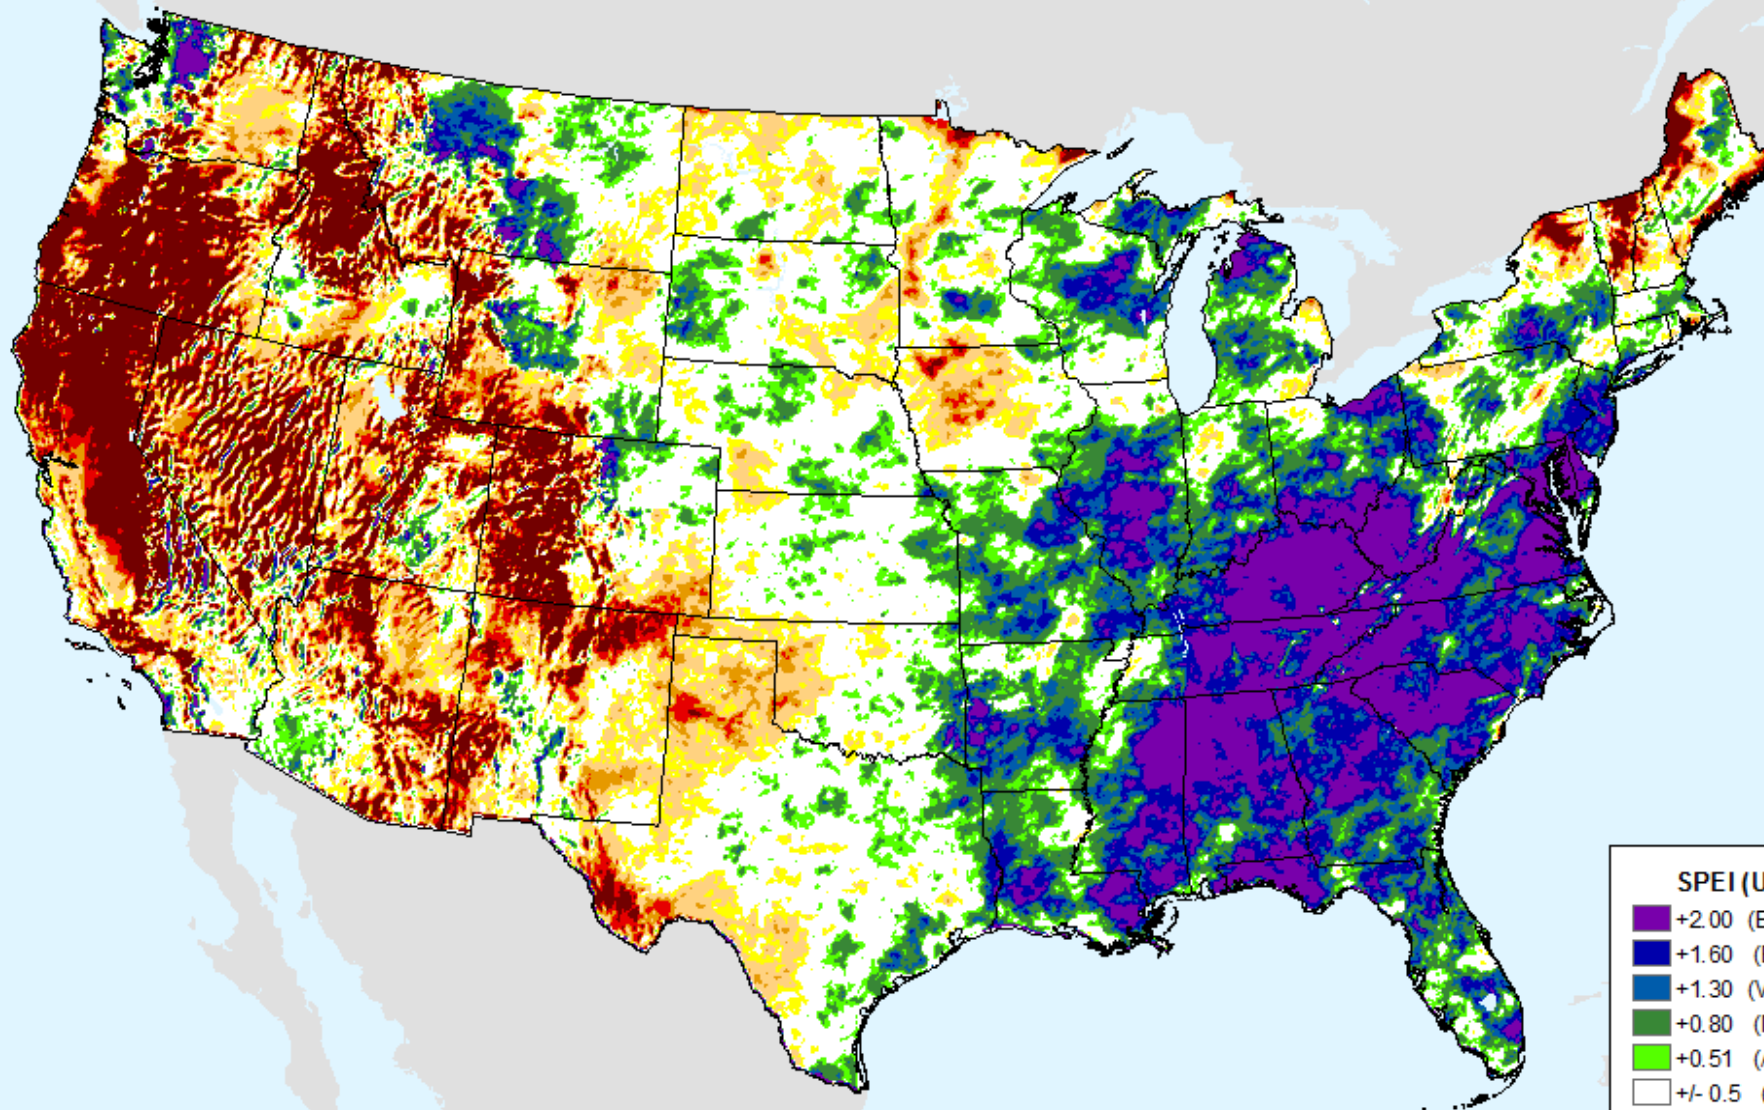 SPEI (U
+2.00 (E
+1.60 (
+1.30 (V
+0.80 (
+0.51 (
+/- 0.5 (